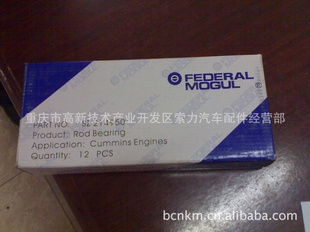 FEDERAL
MOGUL
重庆市高新技术产业开发区索力汽车配件经营部
PART NO.
Product: Rod Bearing
Application: Cummins Engines
Quantity: 12 PCS
bcnkm.1688.com